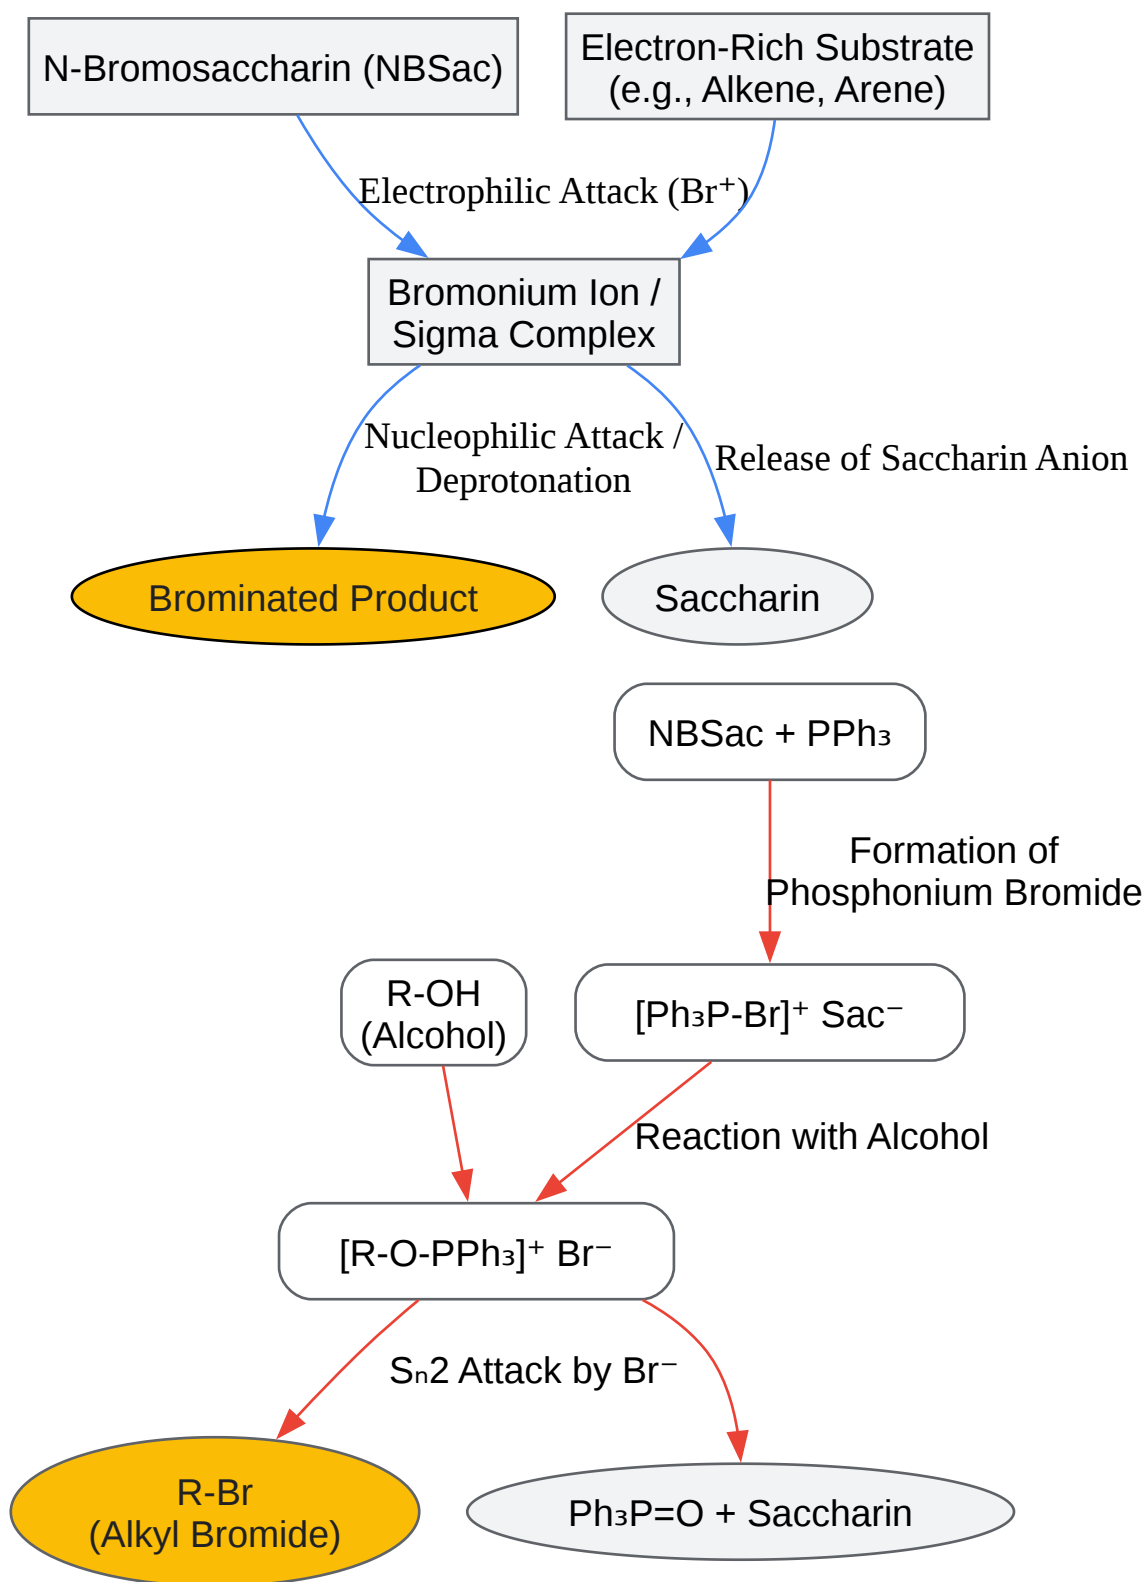 N-Bromosaccharin (NBSac)
Electron-Rich Substrate
(e.g., Alkene, Arene)
Electrophilic Attack (Br⁺)
Bromonium Ion /
Sigma Complex
Nucleophilic Attack /
Deprotonation
Release of Saccharin Anion
Brominated Product
Saccharin
NBSac + PPh₃
Formation of
Phosphonium Bromide
R-OH
(Alcohol)
[Ph₃P-Br]⁺ Sac⁻
Reaction with Alcohol
[R-O-PPh₃]⁺ Br⁻
Sₙ2 Attack by Br⁻
R-Br
(Alkyl Bromide)
Ph₃P=O + Saccharin